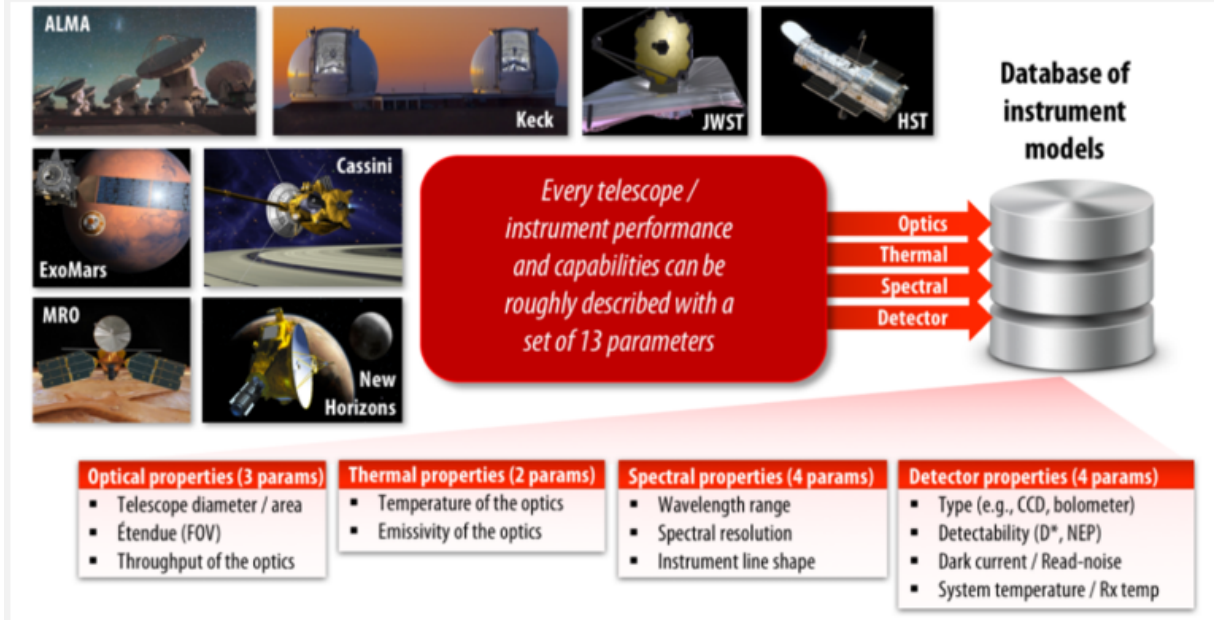 ALMA
Keck
JWST
HST
Database of
instrument
models
ExoMars
Cassini
Every telescope /
instrument performance
and capabilities can be
roughly described with a
set of 13 parameters
Optics
Thermal
Spectral
Detector
MRO
New
Horizons
Optical properties (3 params)
▪ Telescope diameter / area
▪ Étendue (FOV)
▪ Throughput of the optics
Thermal properties (2 params)
▪ Temperature of the optics
▪ Emissivity of the optics
Spectral properties (4 params)
▪ Wavelength range
▪ Spectral resolution
▪ Instrument line shape
Detector properties (4 params)
▪ Type (e.g., CCD, bolometer)
▪ Detectability (D*, NEP)
▪ Dark current / Read-noise
▪ System temperature / Rx temp